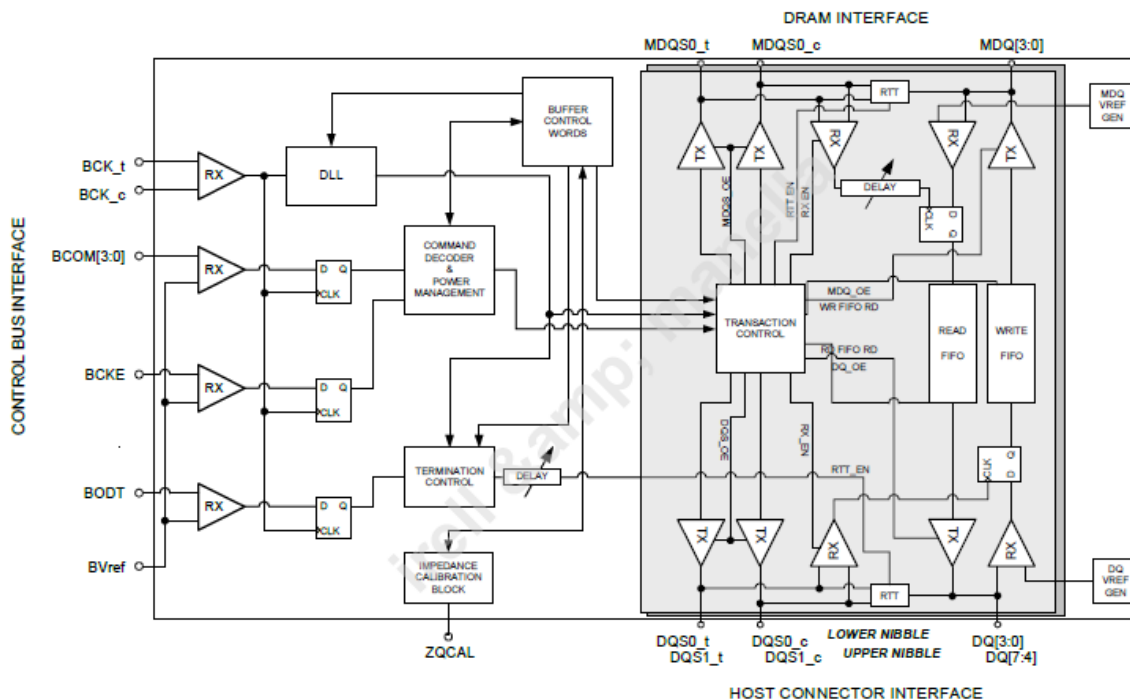 DRAM INTERFACE
MDQS0_t
MDQS0_c
MDQ[3:0]
CONTROL BUS INTERFACE
BUFFER
CONTROL
WORDS
MDQ
VREF
GEN
RTT
TX
TX
RX
RX
TX
BCK_t
BCK_c
RX
DLL
MDQS_OE
RTT_EN
RX_EN
DELAY
D
Q
CLK
BCOM[3:0]
RX
D Q
CLK
COMMAND
DECODER
&
POWER
MANAGEMENT
MDQ_OE
WR FIFO RD
TRANSACTION
CONTROL
RD FIFO RD
DQ_OE
READ
FIFO
WRITE
FIFO
BCKE
RX
D Q
CLK
DQS_OE
RX_EN
TERMINATION
CONTROL
DELAY
RTT_EN
Q
D
CLK
BODT
RX
D Q
CLK
TX
TX
RX
TX
RX
BVref
IMPEDANCE
CALIBRATION
BLOCK
RTT
DQ
VREF
GEN
ZQCAL
DQS0_t
DQS1_t
DQS0_c
DQS1_c
LOWER NIBBLE
UPPER NIBBLE
DQ[3:0]
DQ[7:4]
HOST CONNECTOR INTERFACE
irell &amp; manella